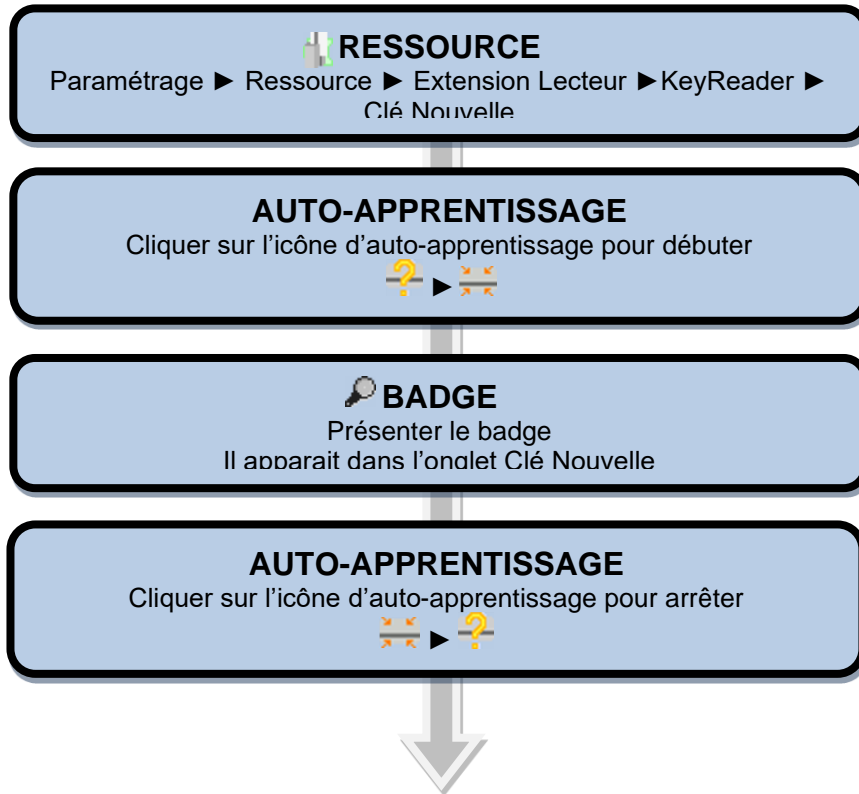 RESSOURCE
Paramétrage ► Ressource ► Extension Lecteur ►KeyReader ►
Clé Nouvelle
AUTO-APPRENTISSAGE
Cliquer sur l’icône d’auto-apprentissage pour débuter
? ►
BADGE
Présenter le badge
Il apparait dans l’onglet Clé Nouvelle
AUTO-APPRENTISSAGE
Cliquer sur l’icône d’auto-apprentissage pour arrêter
► ?